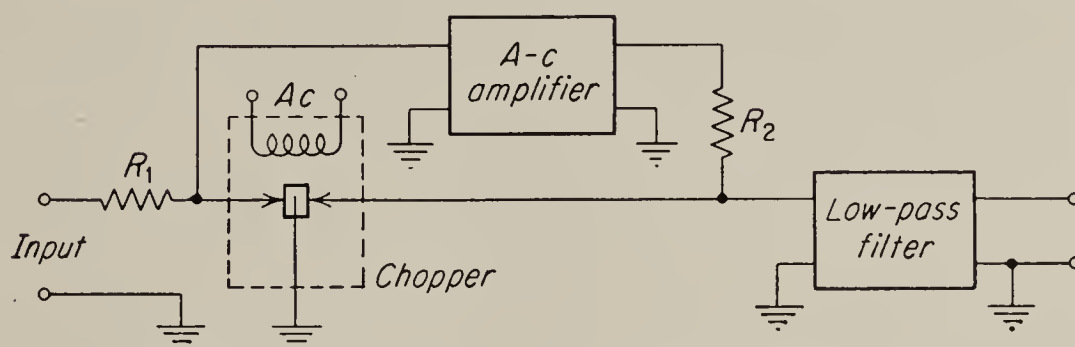 A-c
amplifier
Ac
R2
R1
Input
Chopper
Low-pass
filter